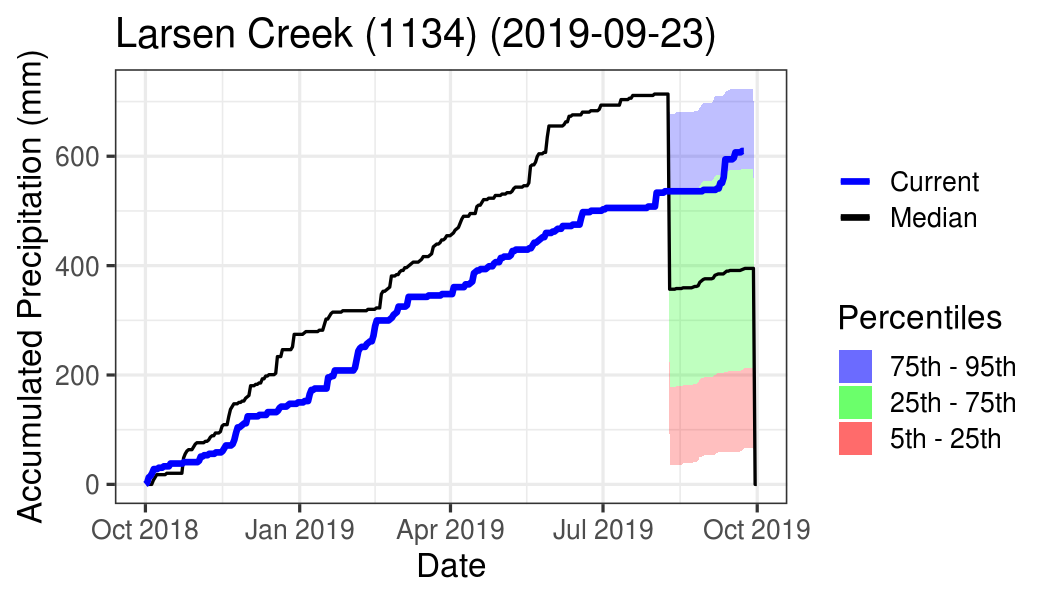 Larsen Creek (1134) (2019-09-23)
Accumulated Precipitation (mm)
600
400
200
0
Oct 2018
Jan 2019
Apr 2019
Jul 2019
Oct 2019
Date
Current
Median
Percentiles
75th - 95th
25th - 75th
5th - 25th